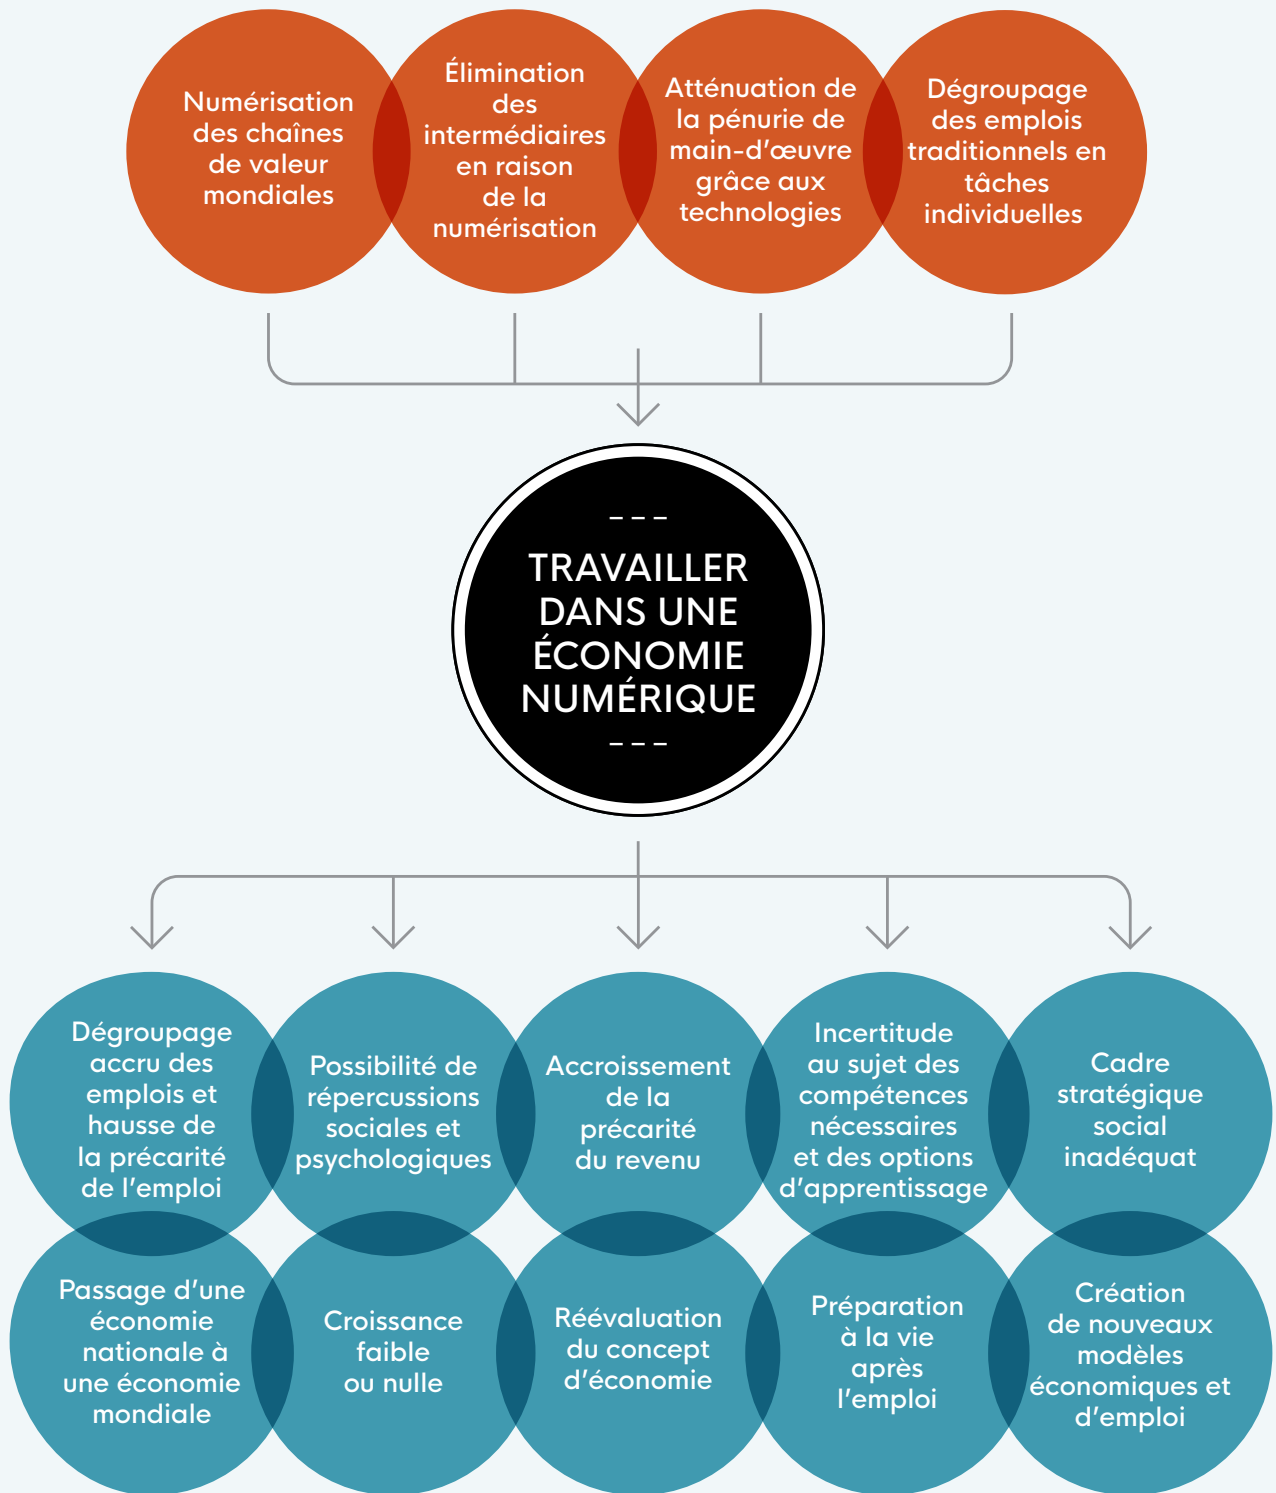 Numérisation
des chaînes
de valeur
mondiales
Élimination
des
intermédiaires
en raison
de la
numérisation
Atténuation de
la pénurie de
main-d'œuvre
grâce aux
technologies
Dégroupage
des emplois
traditionnels en
tâches
individuelles
TRAVAILLER
DANS UNE
ÉCONOMIE
NUMÉRIQUE
Dégroupage
accru des
emplois et
hausse de
la précarité
de l'emploi
Possibilité de
répercussions
sociales et
psychologiques
Accroissement
de la
précarité
du revenu
Incertitude
au sujet des
compétences
nécessaires
et des options
d'apprentissage
Cadre
stratégique
social
inadéquat
Passage d'une
économie
nationale à
une économie
mondiale
Croissance
faible
ou nulle
Réévaluation
du concept
d'économie
Préparation
à la vie
après
l'emploi
Création
de nouveaux
modèles
économiques et
d'emploi